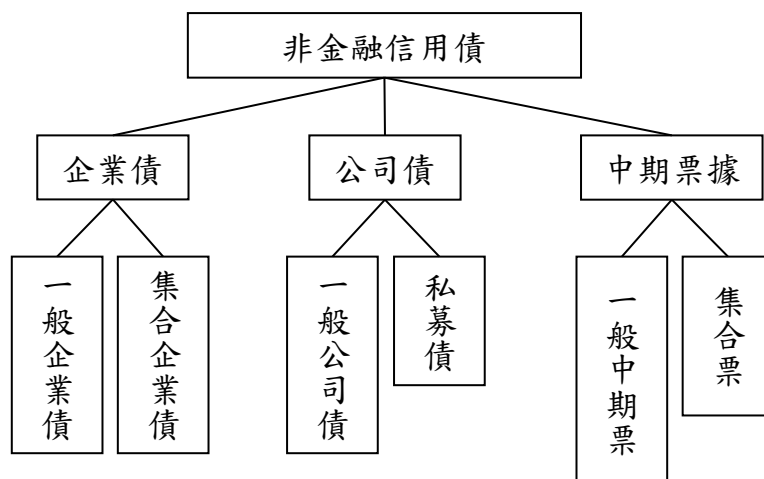 非金融信用債
企業債
公司債
中期票據
一般企業債
集合企業債
一般公司債
私募債
一般中期票
集合票